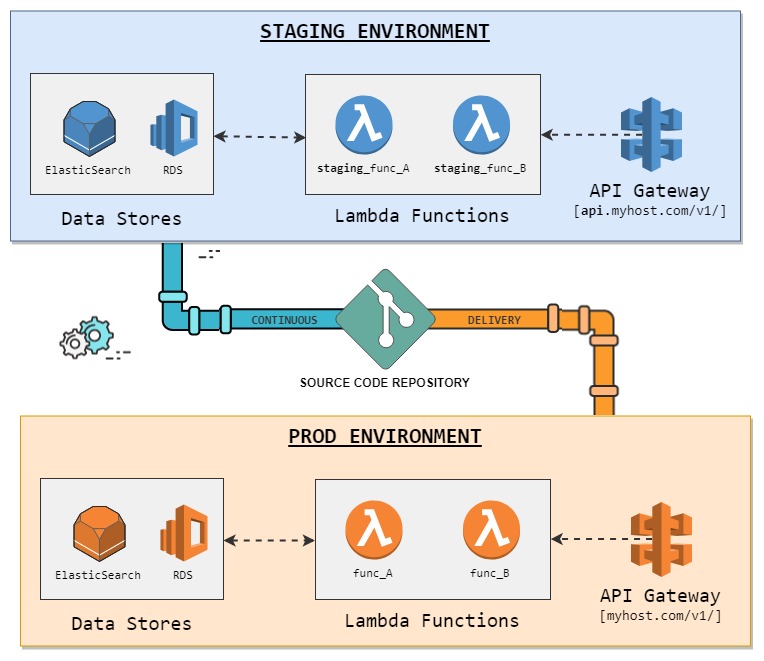 STAGING ENVIRONMENT
ElasticSearch
RDS
staging_func_A
staging_func_B
Data Stores
Lambda Functions
API Gateway
[api.myhost.com/v1/]
CONTINUOUS
DELIVERY
SOURCE CODE REPOSITORY
PROD ENVIRONMENT
ElasticSearch
RDS
func_A
func_B
Data Stores
Lambda Functions
API Gateway
[myhost.com/v1/]